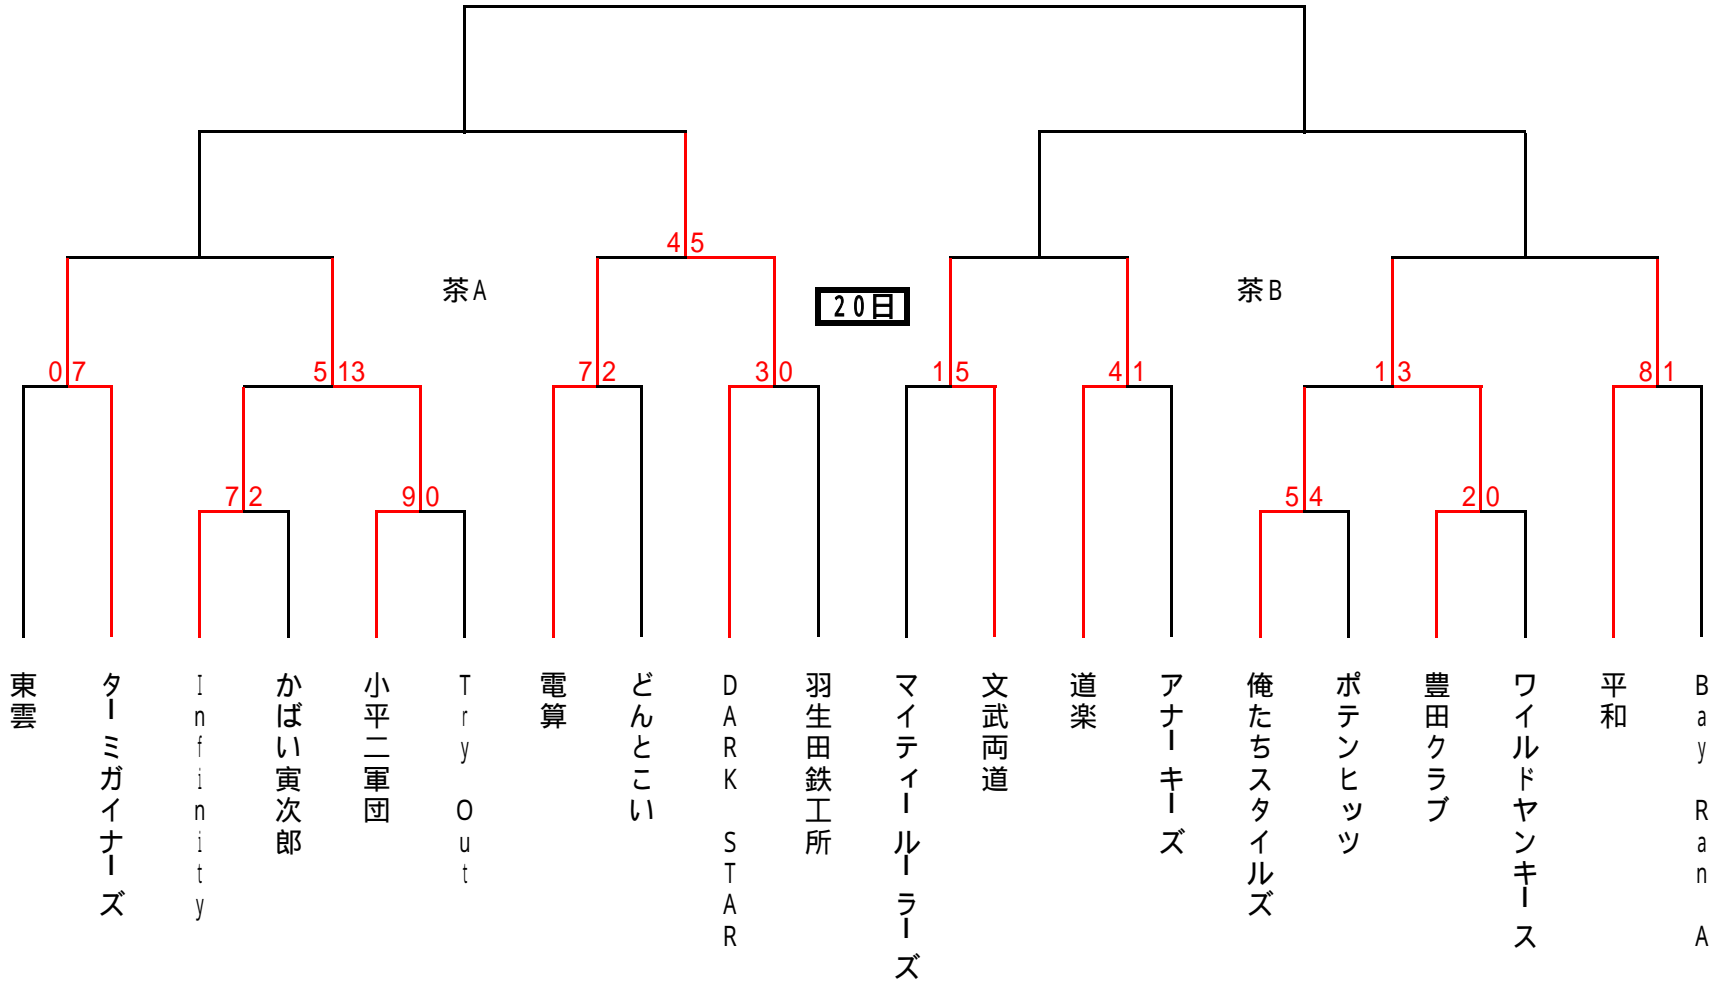 4 5
茶A
茶B
20日
0 7
5 13
7 2
3 0
1 5
4 1
1 3
8 1
7 2
9 0
5 4
2 0
東雲
ターミガイナーズ
Infinity
かばい寅次郎
小平二軍団
Try Out
電算
どんとこい
DARK STAR
羽生田鉄工所
マイティールーラーズ
文武両道
道楽
アナーキーズ
俺たちスタイルズ
ポテンヒッツ
豊田クラブ
ワイルドヤンキース
平和
Bay Ran A